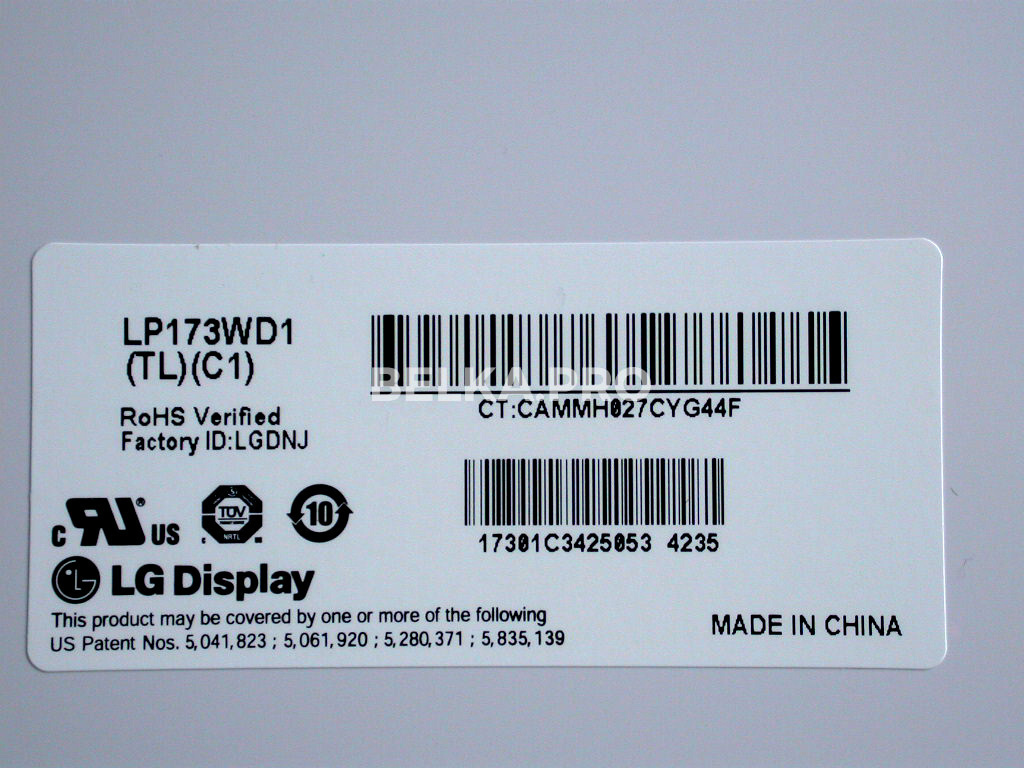 LP173WD1
(TL)(C1)
RoHS Verified
Factory ID:LGDNJ
BELKA.PRO
CT:CAMMH027CYG44F
17301C3425053 4235
c RU ® US
TÜV
NRTL
10
LG Display
This product may be covered by one or more of the following
US Patent Nos. 5,041,823 ; 5,061,920 ; 5,280,371 ; 5,835,139
MADE IN CHINA